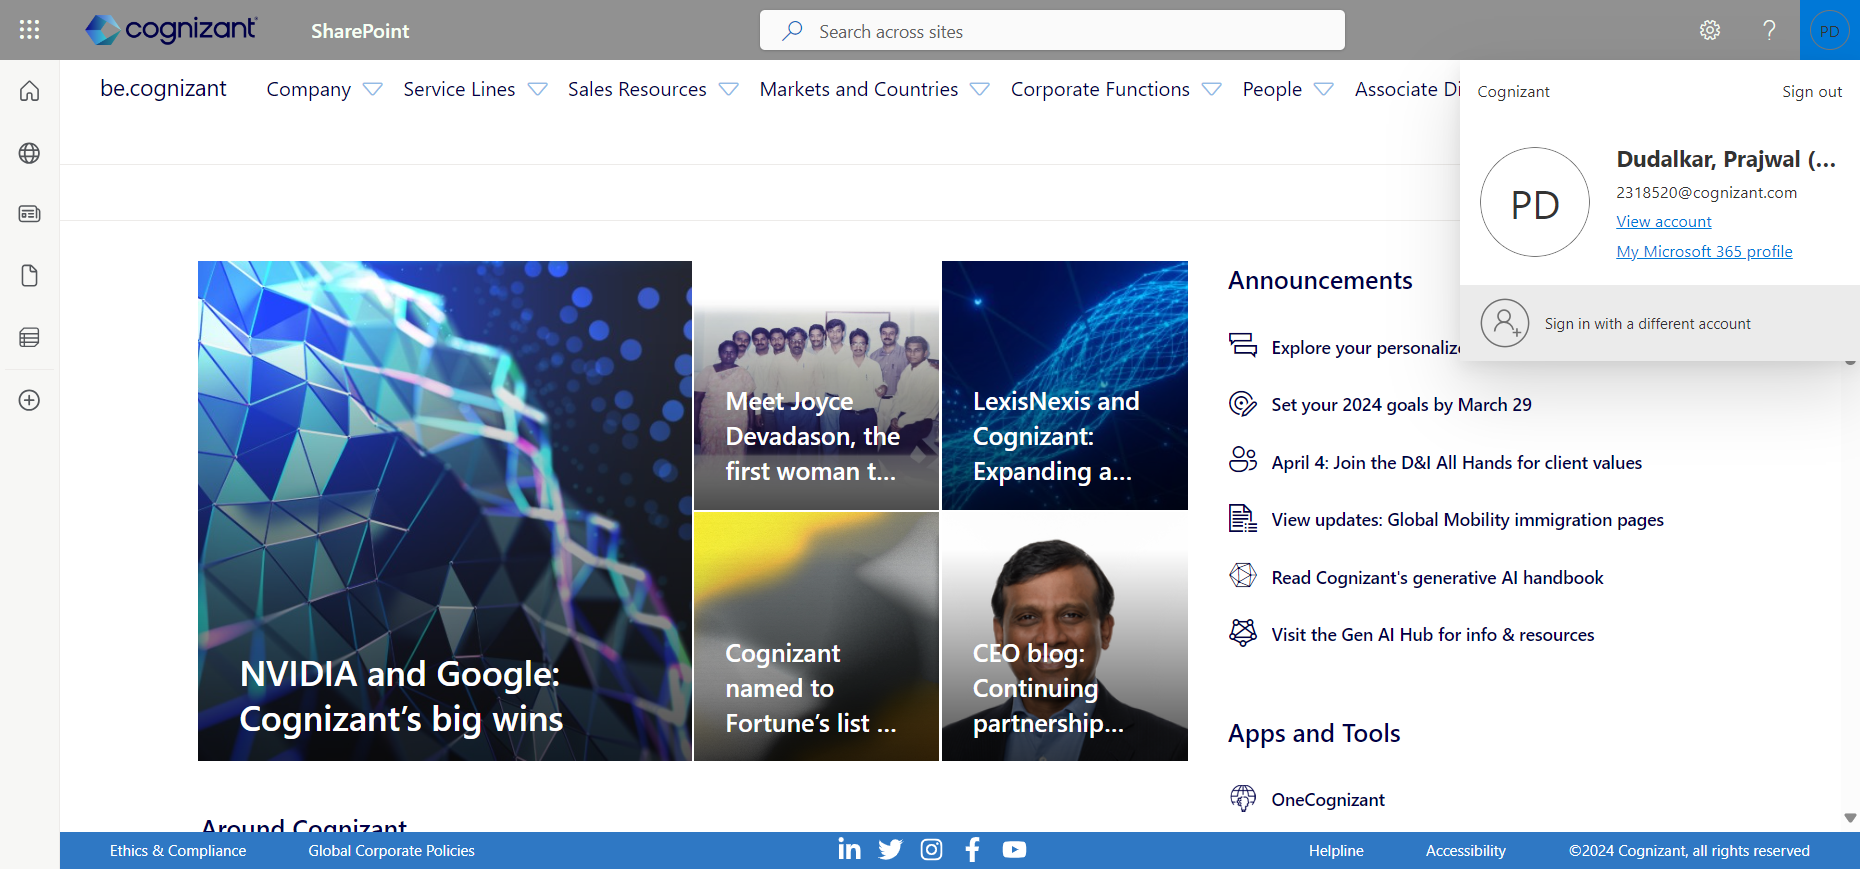 cognizant
SharePoint
Search across sites
PD
be.cognizant
Company
Service Lines
Sales Resources
Markets and Countries
Corporate Functions
People
Associate Di
Cognizant
Sign out
PD
Dudalkar, Prajwal (...
2318520@cognizant.com
View account
My Microsoft 365 profile
Sign in with a different account
NVIDIA and Google:
Cognizant’s big wins
Meet Joyce
Devadason, the
first woman t...
LexisNexis and
Cognizant:
Expanding a...
Cognizant
named to
Fortune’s list ...
CEO blog:
Continuing
partnership...
Announcements
Explore your personalize
Set your 2024 goals by March 29
April 4: Join the D&I All Hands for client values
View updates: Global Mobility immigration pages
Read Cognizant's generative AI handbook
Visit the Gen AI Hub for info & resources
Apps and Tools
OneCognizant
Around Cognizant
Ethics & Compliance
Global Corporate Policies
Helpline
Accessibility
©2024 Cognizant, all rights reserved